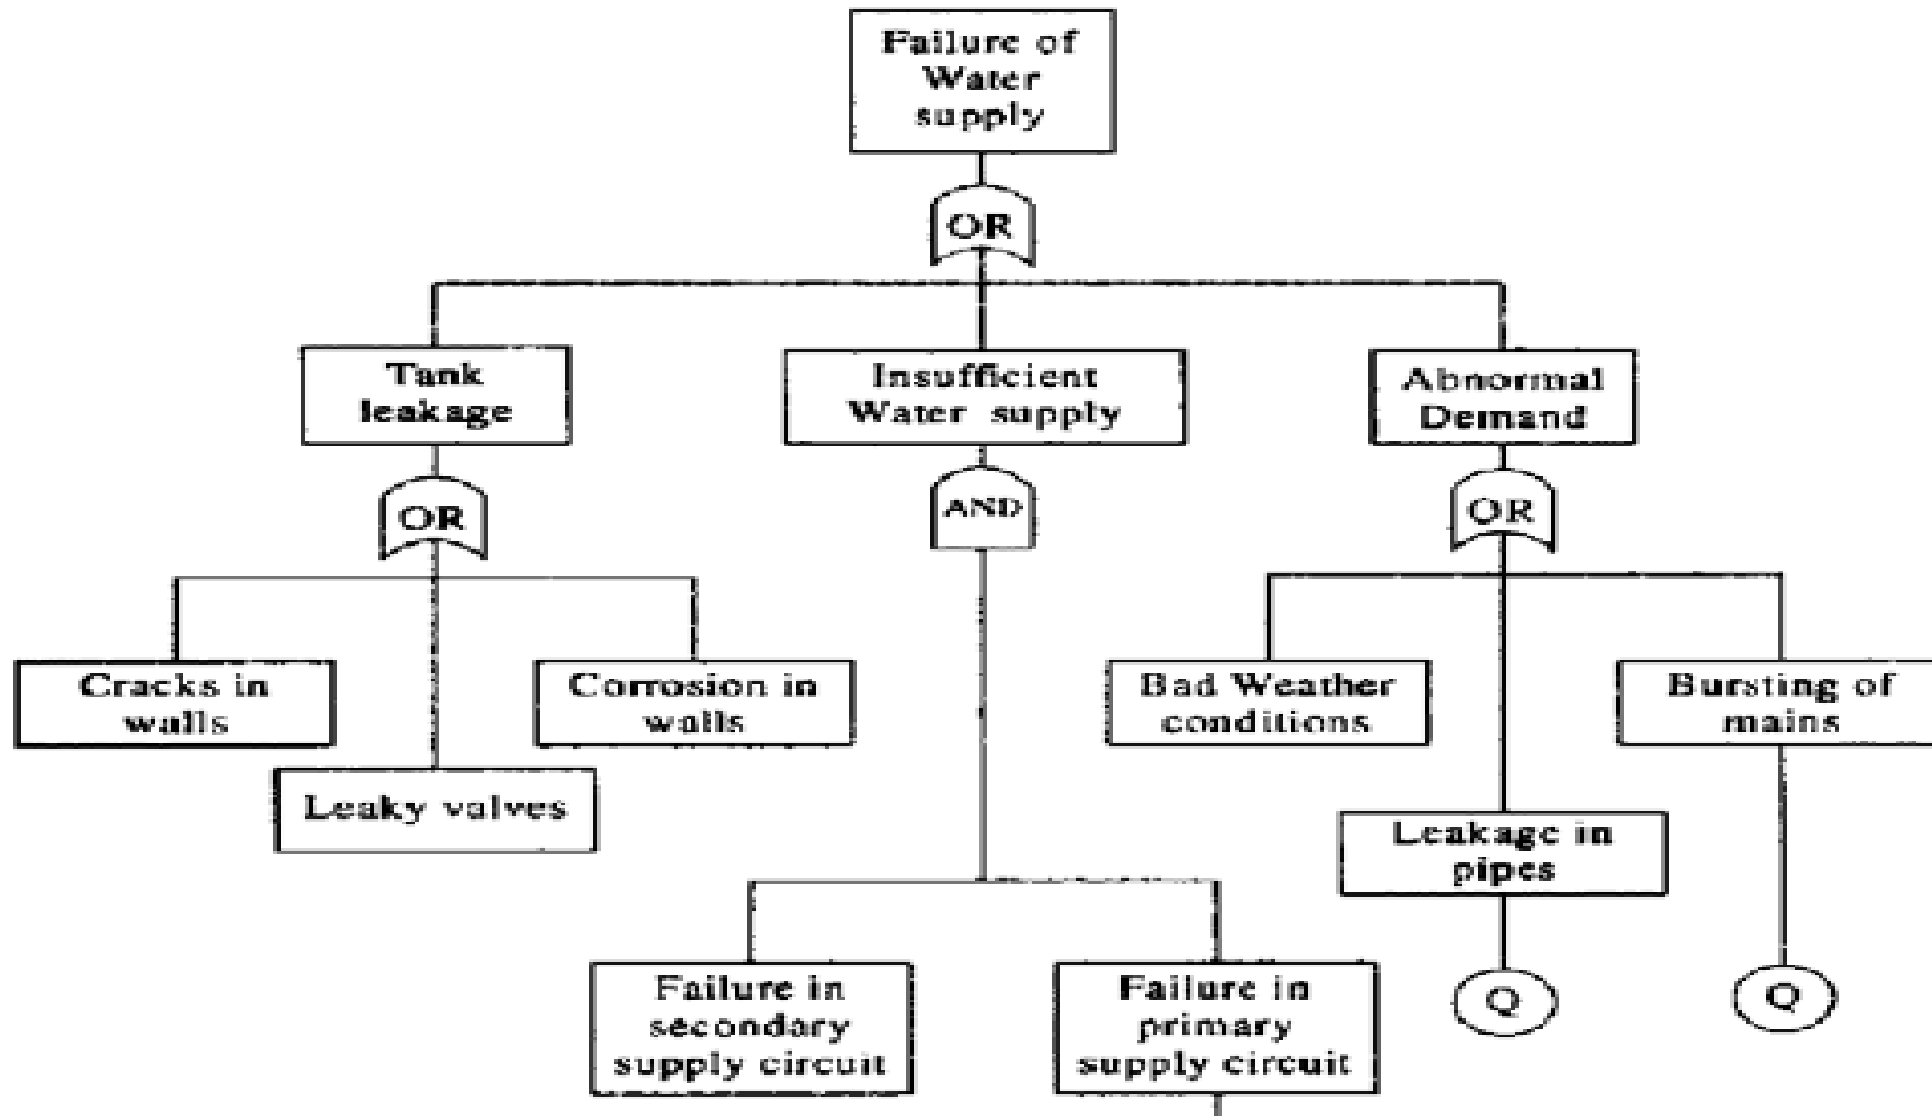 Failure of
Water
supply
OR
Tank
leakage
Insufficient
Water supply
Abnormal
Demand
OR
AND
OR
Cracks in
walls
Corrosion in
walls
Leaky valves
Bad Weather
conditions
Bursting of
mains
Leakage in
pipes
Failure in
secondary
supply circuit
Failure in
primary
supply circuit
Q
Q